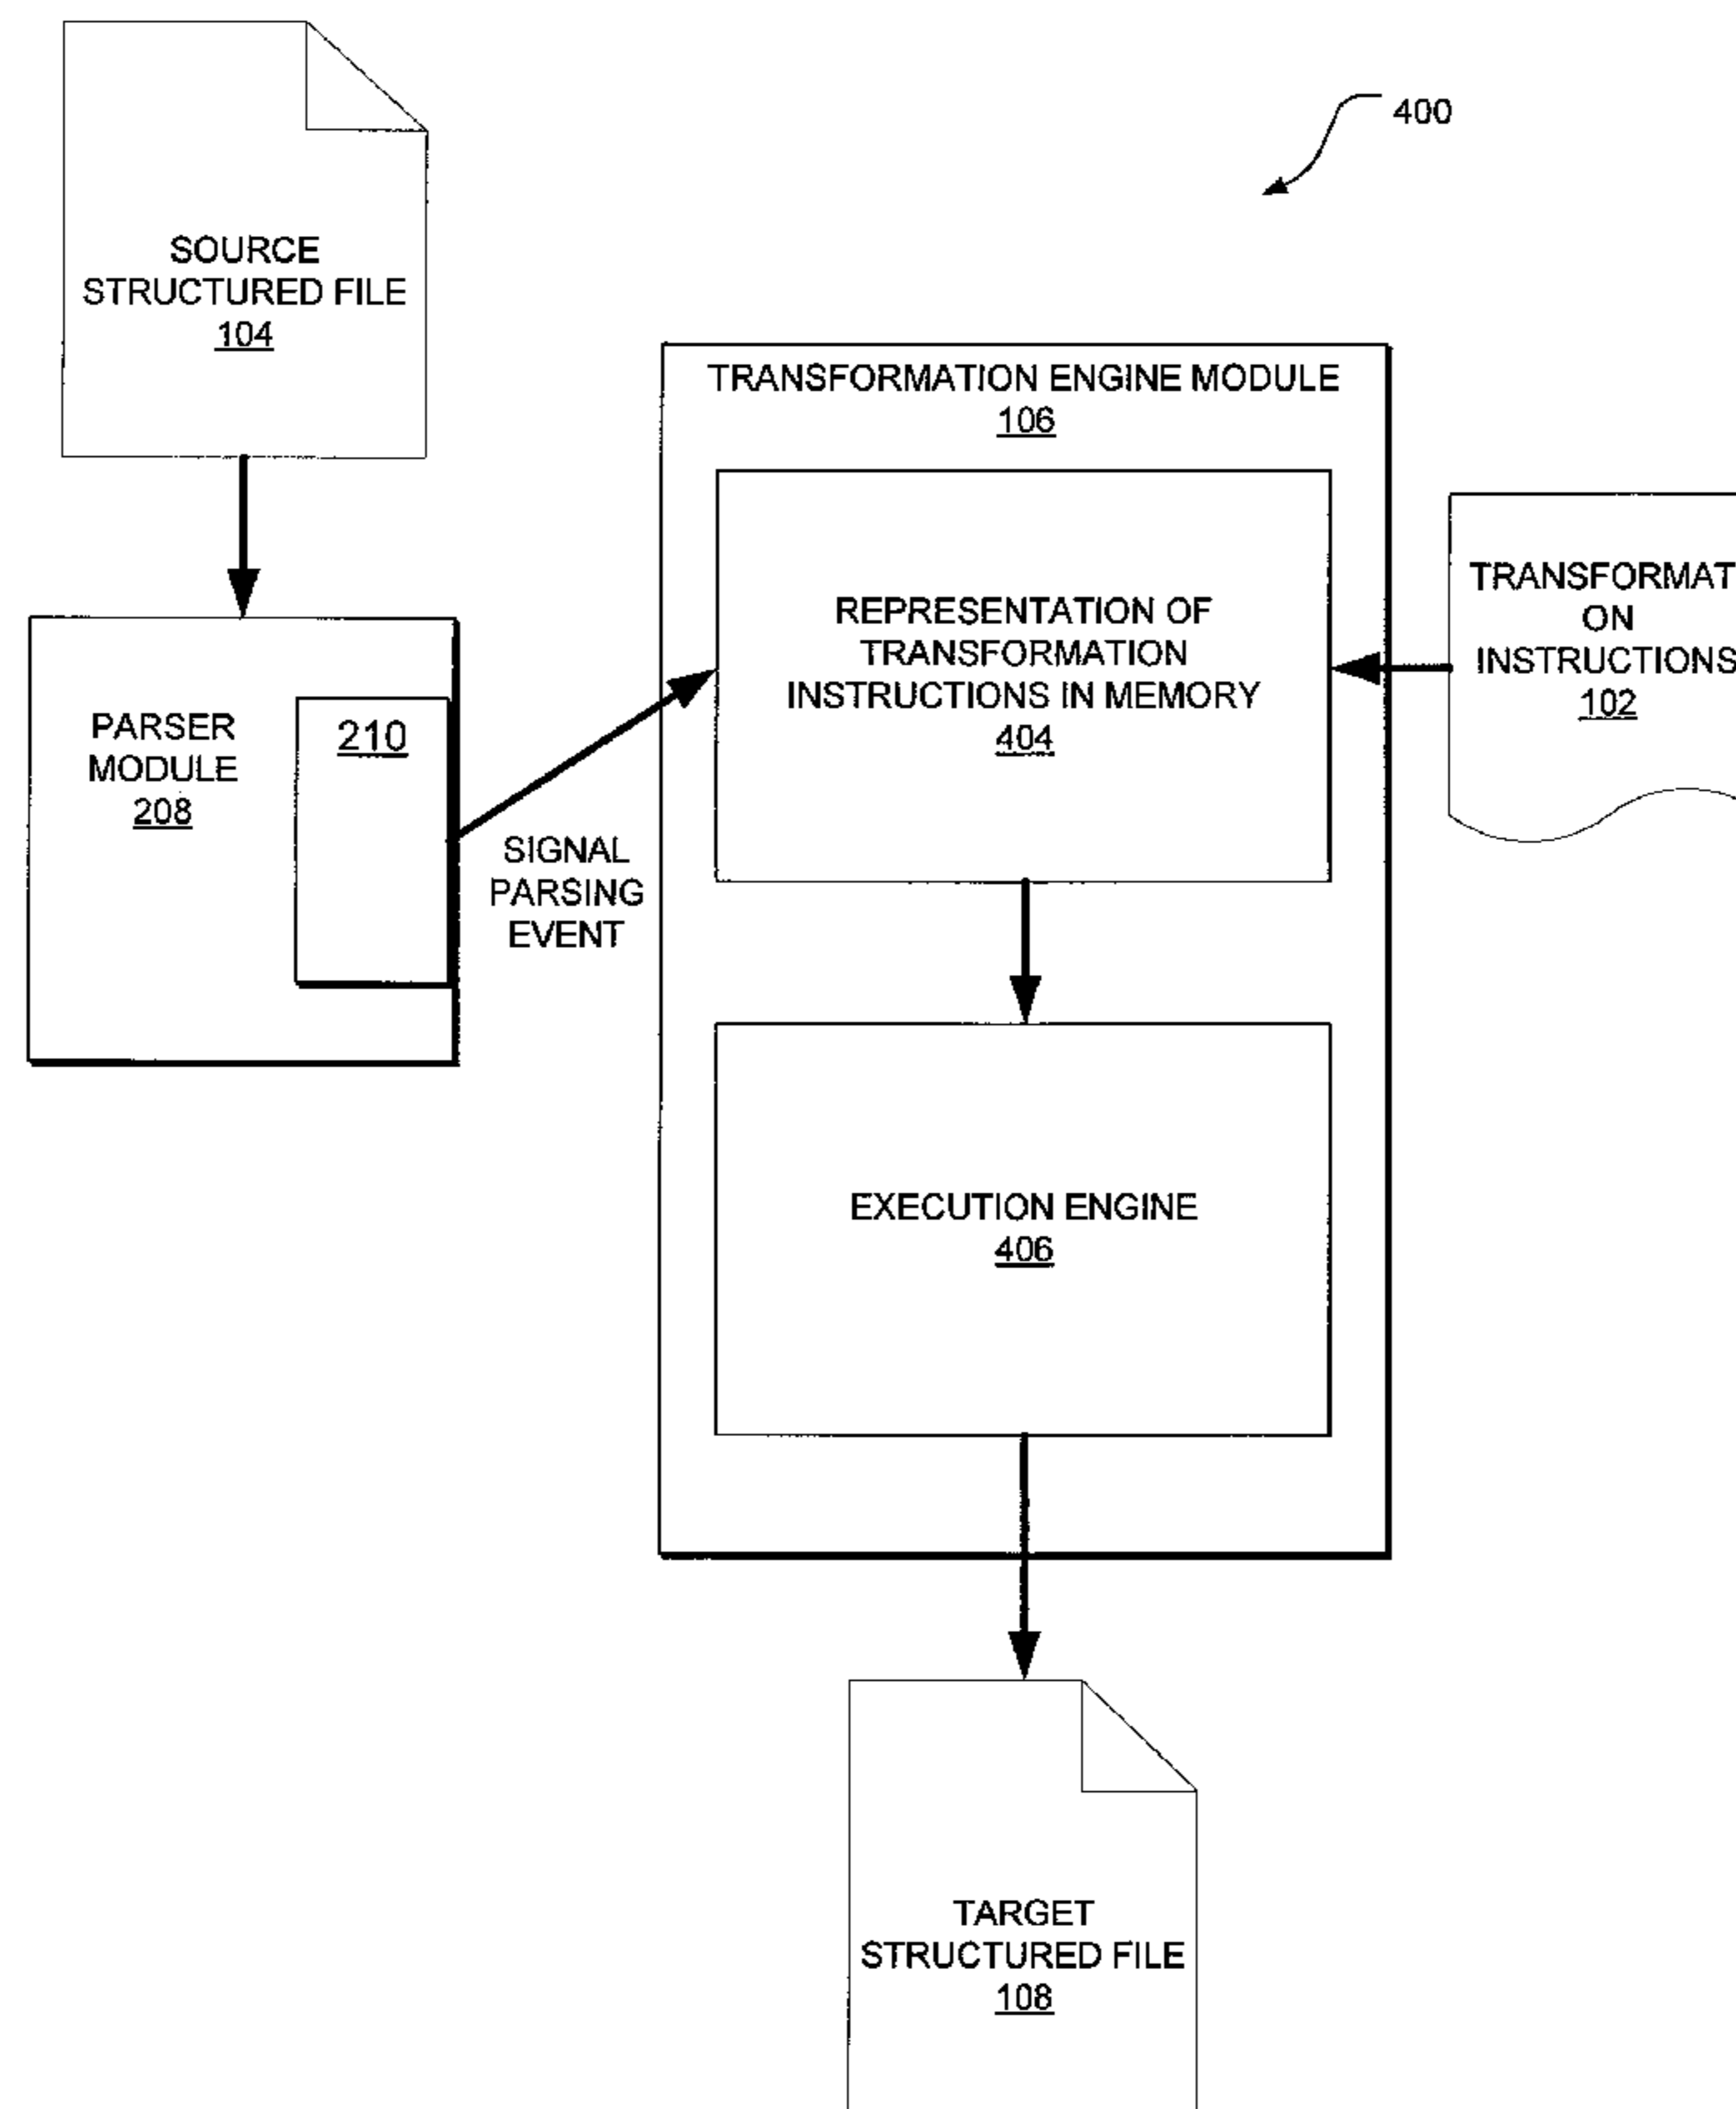 400
SOURCE
STRUCTURED FILE
104
TRANSFORMATION ENGINE MODULE
106
REPRESENTATION OF
TRANSFORMATION
INSTRUCTIONS IN MEMORY
404
TRANSFORMAT
ON
INSTRUCTIONS
102
PARSER
MODULE
208
210
SIGNAL
PARSING
EVENT
EXECUTION ENGINE
406
TARGET
STRUCTURED FILE
108